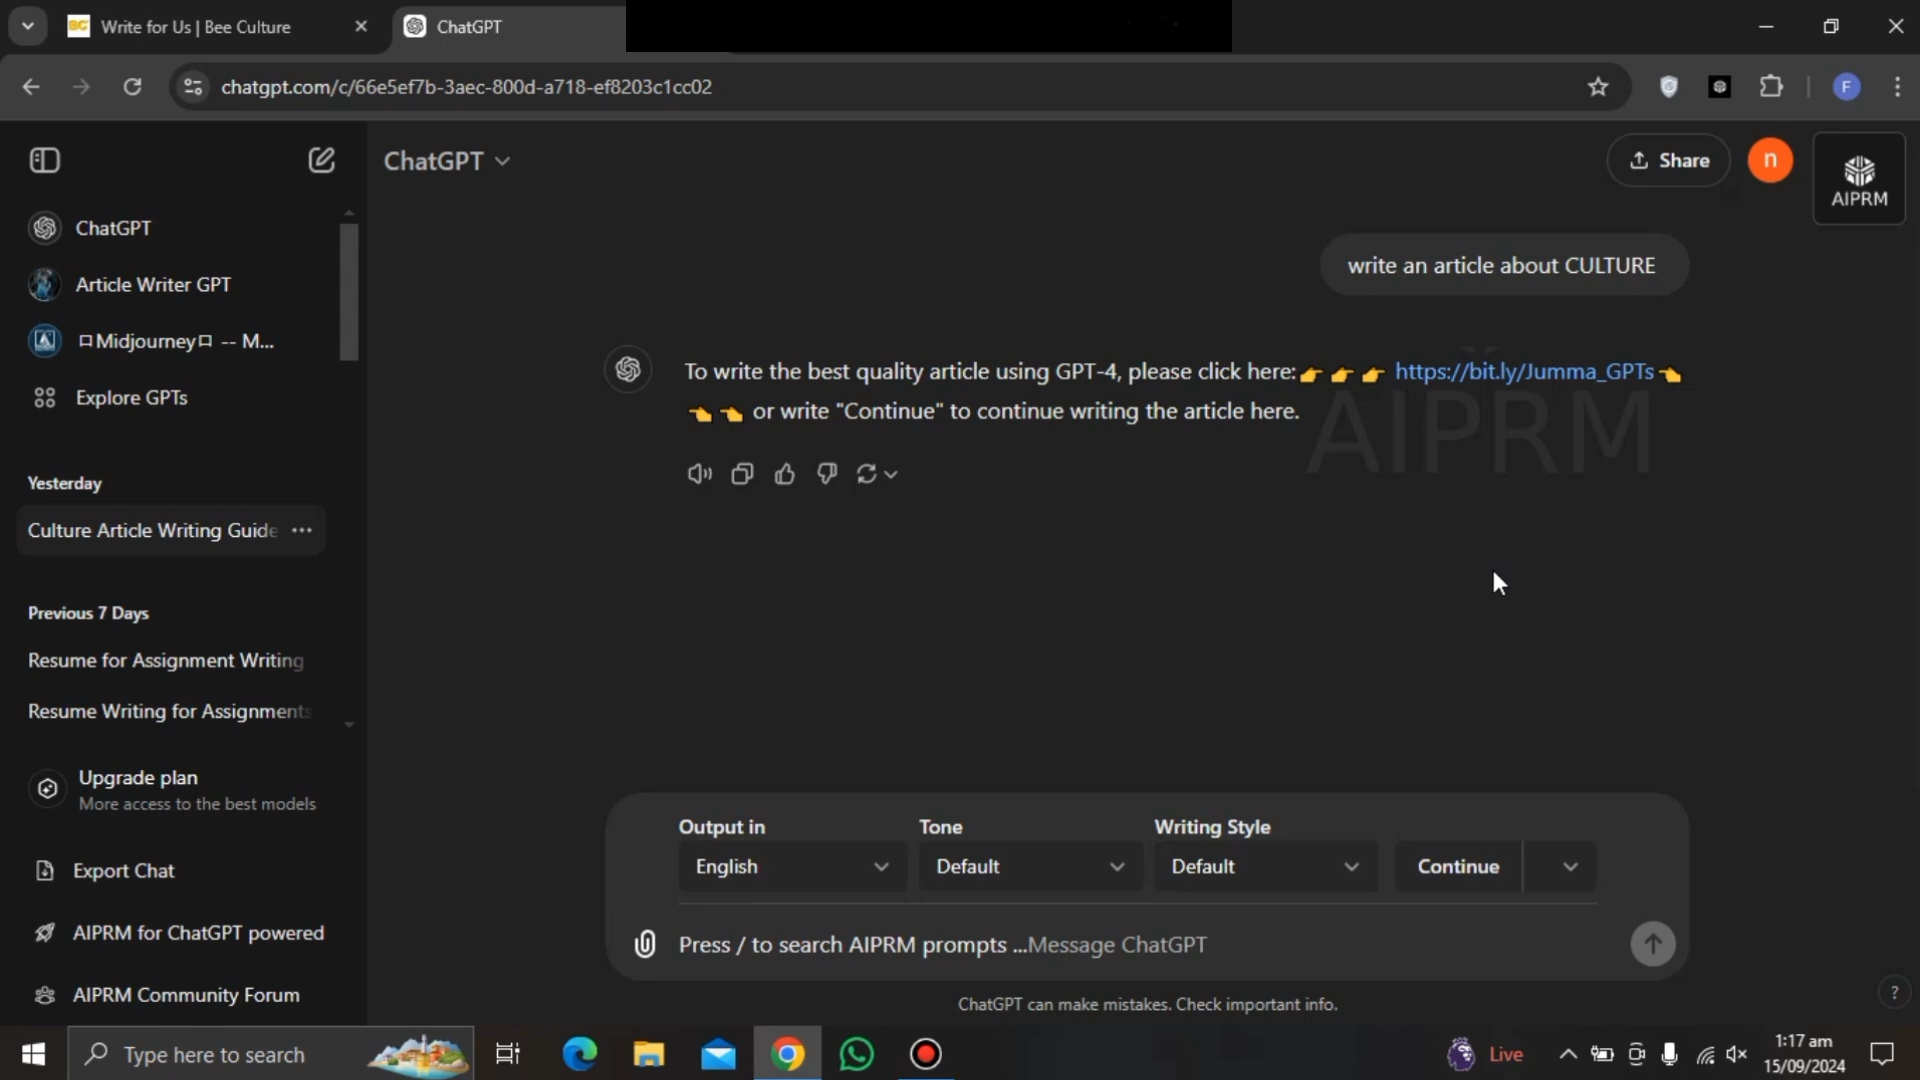 Write for Us | Bee Culture
ChatGPT
chatgpt.com/c/66e5ef7b-3aec-800d-a718-ef8203c1cc02
F
ChatGPT
Share
n
AIPRM
ChatGPT
Article Writer GPT
Midjourney -- M...
Explore GPTs
Yesterday
Culture Article Writing Guide
Previous 7 Days
Resume for Assignment Writing
Resume Writing for Assignments
Upgrade plan
More access to the best models
Export Chat
AIPRM for ChatGPT powered
AIPRM Community Forum
write an article about CULTURE
To write the best quality article using GPT-4, please click here:👉 👉 👉 https://bit.ly/Jumma_GPTs👈
👈 👈 or write "Continue" to continue writing the article here.
AIPRM
Output in
Tone
Writing Style
English
Default
Default
Continue
Press / to search AIPRM prompts ...Message ChatGPT
ChatGPT can make mistakes. Check important info.
?
Type here to search
Live
1:17 am
15/09/2024